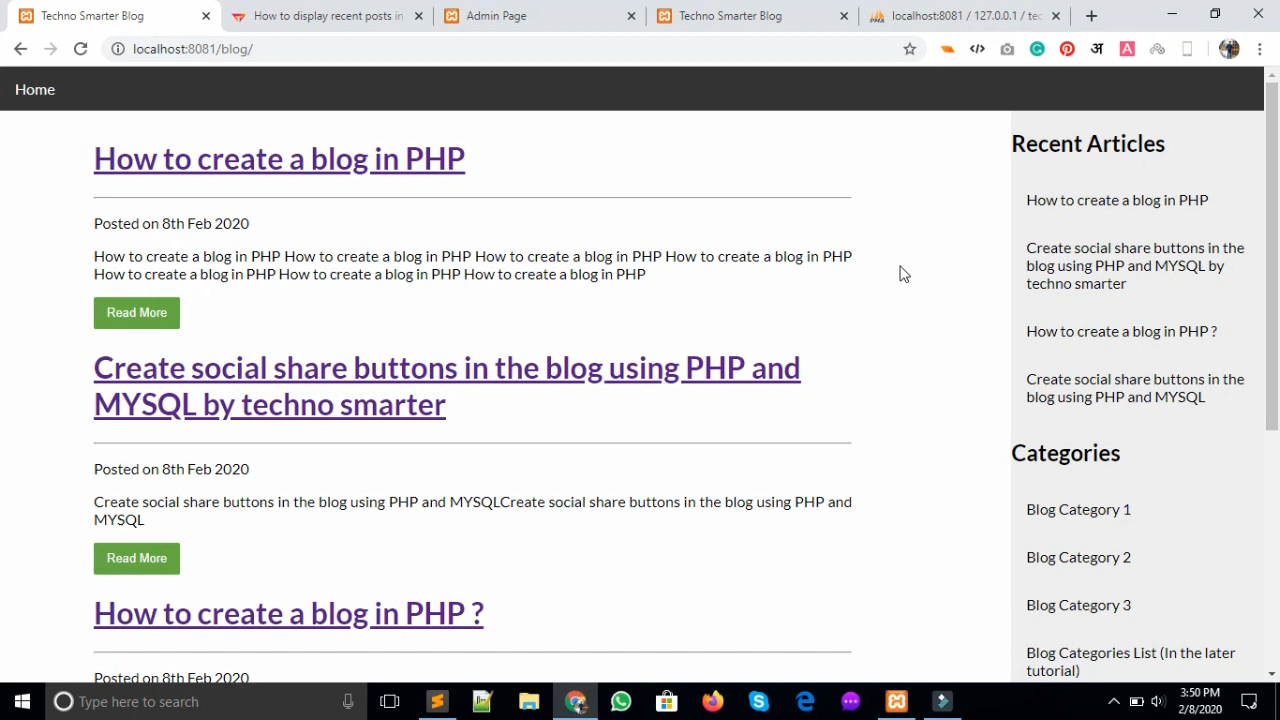 Techno Smarter Blog
How to display recent posts in
Admin Page
Techno Smarter Blog
localhost:8081 / 127.0.0.1 / tec
localhost:8081/blog/
Home
How to create a blog in PHP
Posted on 8th Feb 2020
How to create a blog in PHP How to create a blog in PHP How to create a blog in PHP How to create a blog in PHP
How to create a blog in PHP How to create a blog in PHP How to create a blog in PHP
Read More
Create social share buttons in the blog using PHP and
MYSQL by techno smarter
Posted on 8th Feb 2020
Create social share buttons in the blog using PHP and MYSQLCreate social share buttons in the blog using PHP and
MYSQL
Read More
How to create a blog in PHP ?
Posted on 8th Feb 2020
Recent Articles
How to create a blog in PHP
Create social share buttons in the
blog using PHP and MYSQL by
techno smarter
How to create a blog in PHP ?
Create social share buttons in the
blog using PHP and MYSQL
Categories
Blog Category 1
Blog Category 2
Blog Category 3
Blog Categories List (In the later
tutorial)
Type here to search
3:50 PM
2/8/2020